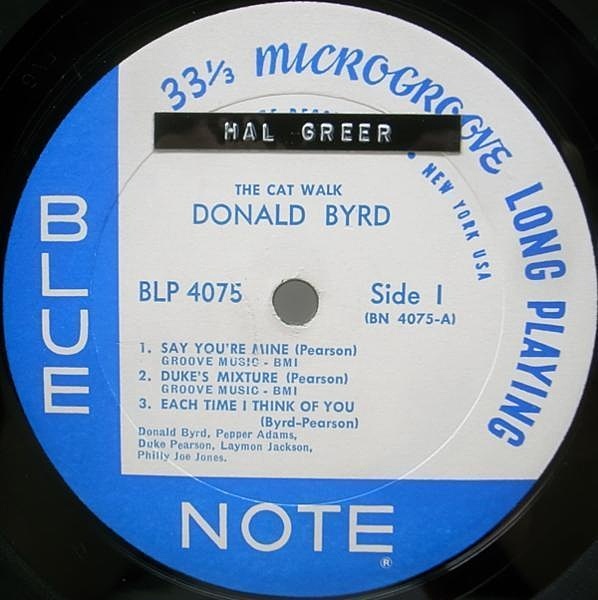 33⅓ MICROGROOVE LONG PLAYING
HAL GREER
NEW YORK USA
THE CAT WALK
DONALD BYRD
BLP 4075
Side 1
(BN 4075-A)
1. SAY YOU'RE MINE (Pearson)
GROOVE MUSIC - BMI
2. DUKE'S MIXTURE (Pearson)
GROOVE MUSIC - BMI
3. EACH TIME I THINK OF YOU
(Byrd-Pearson)
Donald Byrd, Pepper Adams,
Duke Pearson, Laymon Jackson,
Philly Joe Jones.
BLUE
NOTE
®